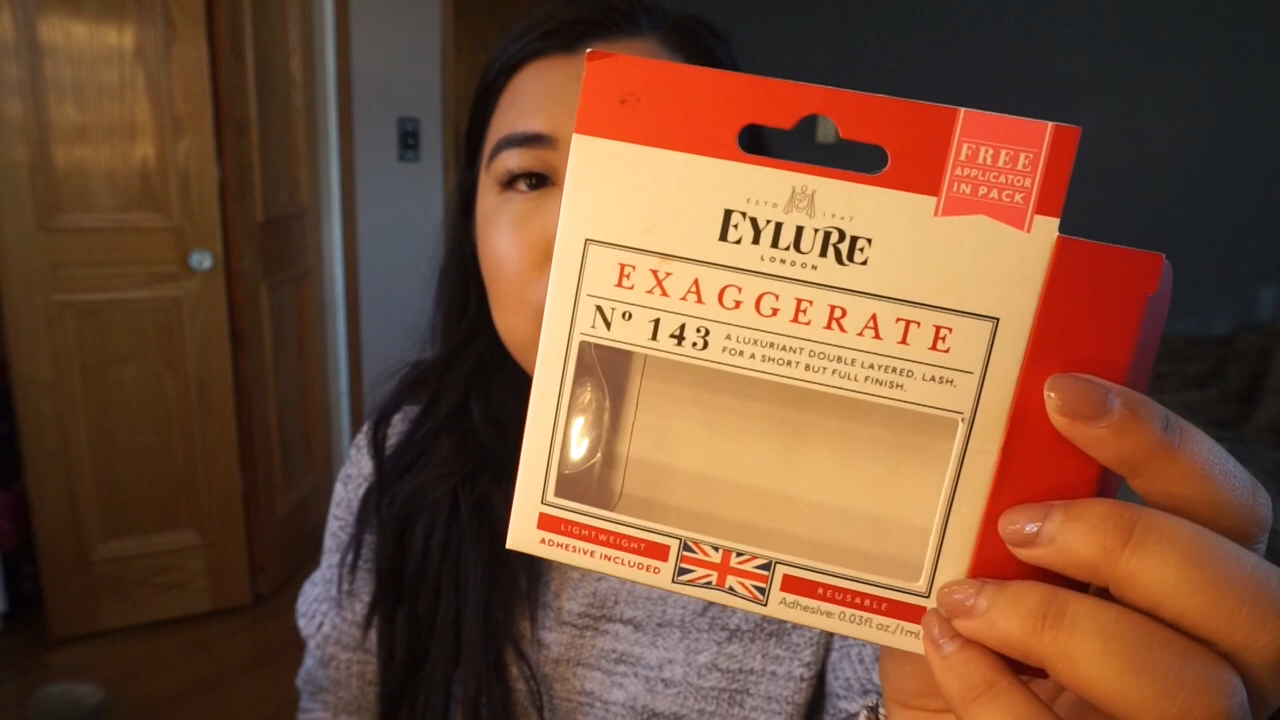 FREE
APPLICATOR
IN PACK
ESTD 1947
EYLURE
LONDON
EXAGGERATE
Nº 143
A LUXURIANT DOUBLE LAYERED, LASH,
FOR A SHORT BUT FULL FINISH.
LIGHTWEIGHT
ADHESIVE INCLUDED
REUSABLE
Adhesive: 0.03fl oz./1ml